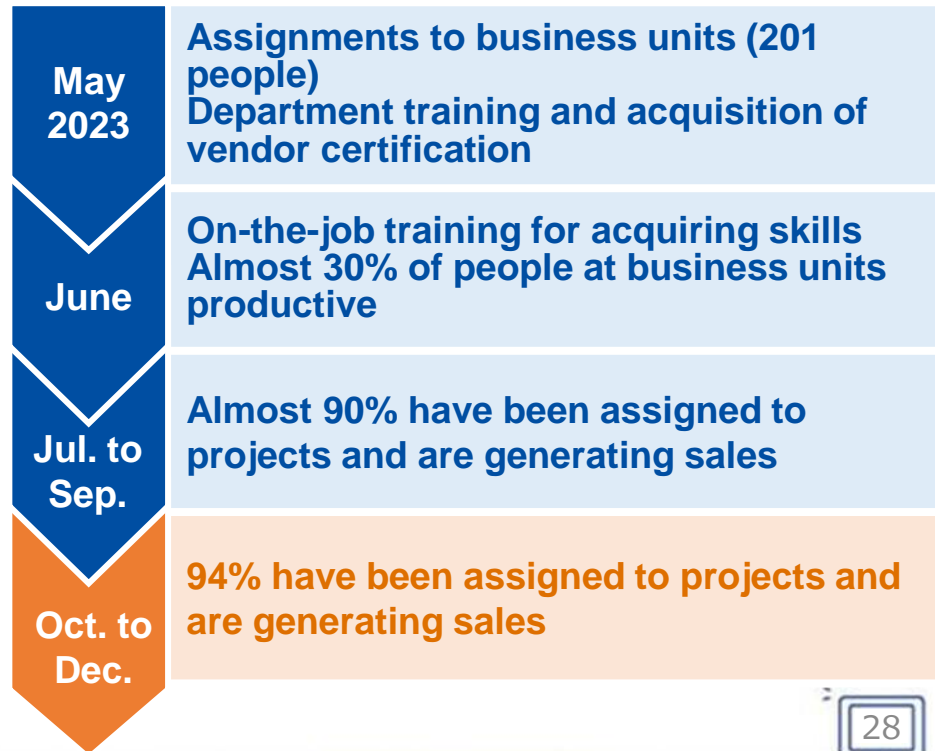 May
2023
Assignments to business units (201
people)
Department training and acquisition of
vendor certification
June
On-the-job training for acquiring skills
Almost 30% of people at business units
productive
Jul. to
Sep.
Almost 90% have been assigned to
projects and are generating sales
Oct. to
Dec.
94% have been assigned to projects and
are generating sales
28